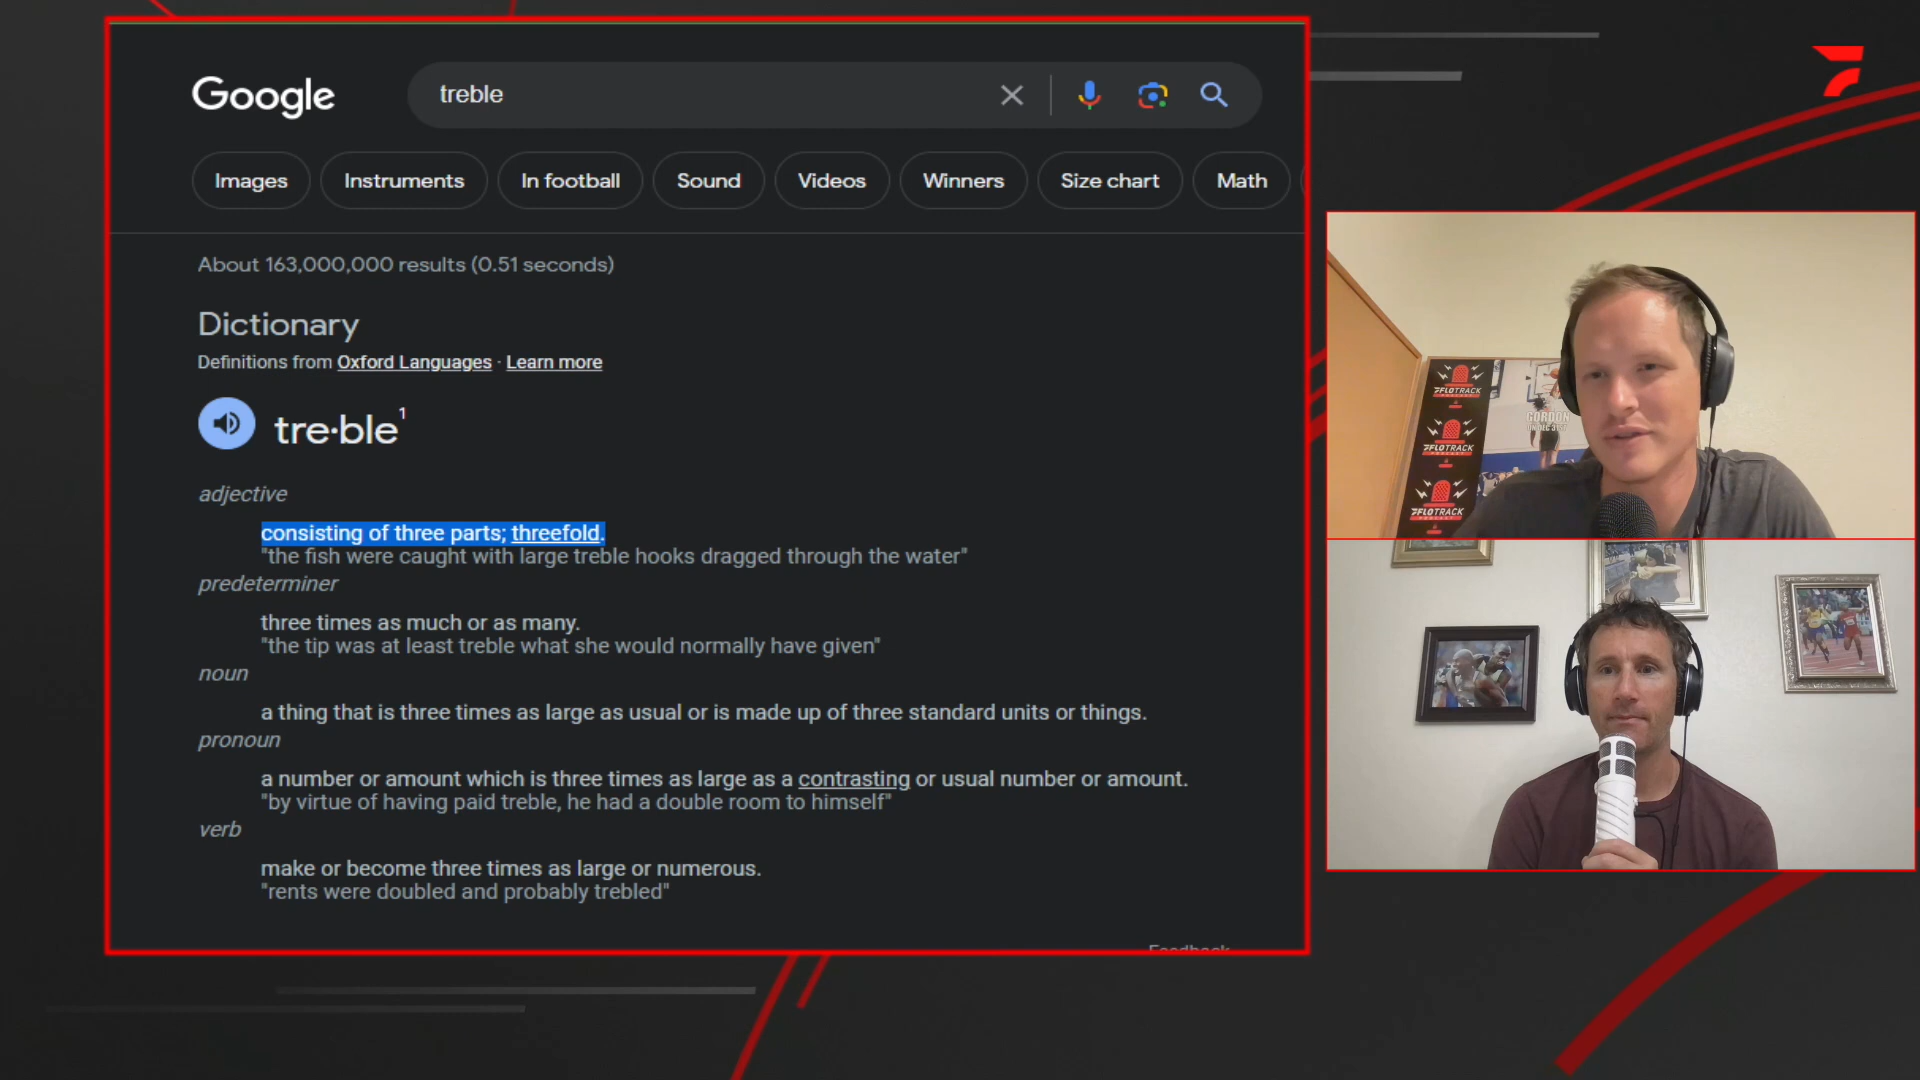 Google
treble
Images Instruments In football Sound Videos Winners Size chart Math
About 163,000,000 results (0.51 seconds)
Dictionary
Definitions from Oxford Languages · Learn more
tre·ble¹
adjective
consisting of three parts; threefold.
"the fish were caught with large treble hooks dragged through the water"
predeterminer
three times as much or as many.
"the tip was at least treble what she would normally have given"
noun
a thing that is three times as large as usual or is made up of three standard units or things.
pronoun
a number or amount which is three times as large as a contrasting or usual number or amount.
"by virtue of having paid treble, he had a double room to himself"
verb
make or become three times as large or numerous.
"rents were doubled and probably trebled"
Feedback
FLOTRACK
GORDON
ON DEC 31ST
FLOTRACK
FLOTRACK